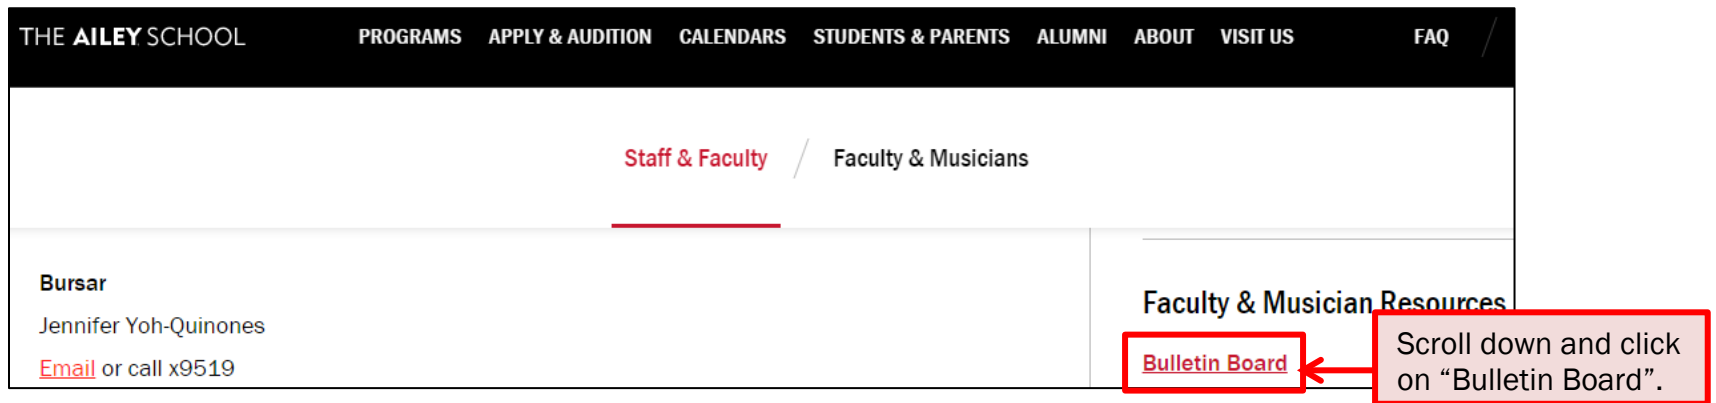 THE AILEY SCHOOL PROGRAMS APPLY & AUDITION CALENDARS STUDENTS & PARENTS ALUMNI ABOUT VISIT US FAQ /
Staff & Faculty / Faculty & Musicians
Bursar
Jennifer Yoh-Quinones
Email or call x9519
Faculty & Musician Resources
Bulletin Board
Scroll down and click
on “Bulletin Board”.